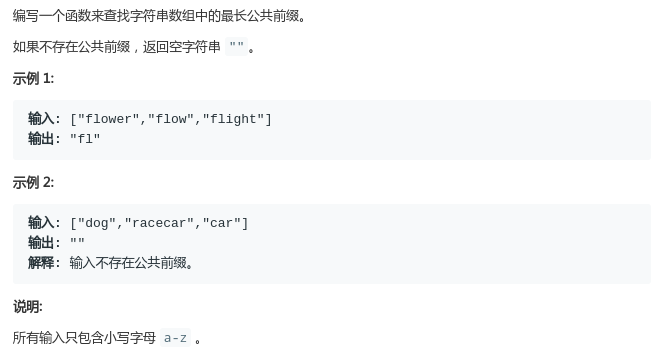 编写一个函数来查找字符串数组中的最长公共前缀。
如果不存在公共前缀，返回空字符串 ""。
示例 1:
输入: ["flower","flow","flight"]
输出: "fl"
示例 2:
输入: ["dog","racecar","car"]
输出: ""
解释: 输入不存在公共前缀。
说明:
所有输入只包含小写字母 a-z 。